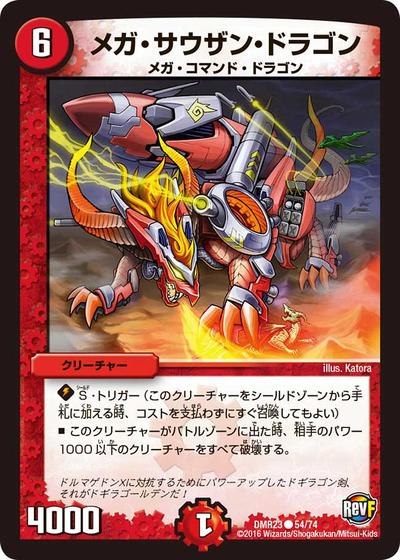 6
メガ・サウザン・ドラゴン
メガ・コマンド・ドラゴン
クリーチャー
illus. Katora
シールド
S・トリガー(このクリーチャーをシールドゾーンから手
札に加える時、コストを支払わずにすぐ召喚してもよい)
■ このクリーチャーがバトルゾーンに出た時、相手のパワー
1000以下のクリーチャーをすべて破壊する。
ドルマゲドンXに対抗するためにパワーアップしたドギラゴン剣、
それがドギラゴールデンだ!
4000
1
DMR23 ● 54/74
©2016 Wizards/Shogakukan/Mitsui-Kids
RevF